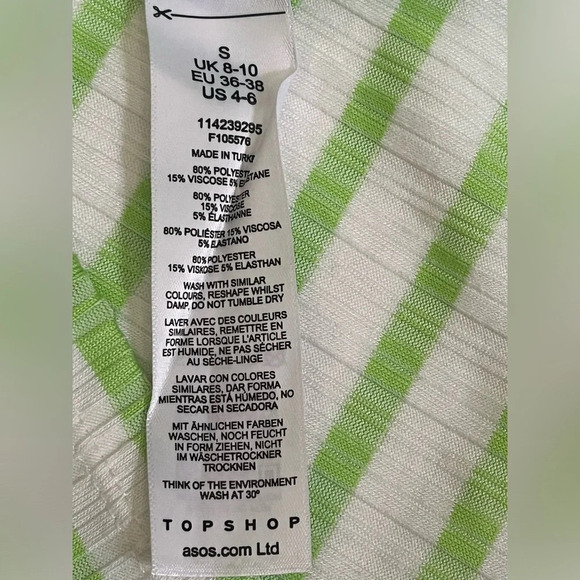 S
UK 8-10
EU 36-38
US 4-6
114239295
F105576
MADE IN
80% POLYESTER
15% VISCOSE 5% ELASTANE
80% POLYESTER
15% VISCOSE
5% ÉLASTHANNE
80% POLIÉSTER 15% VISCOSA
5% ELASTANO
80% POLYESTER
15% VISKOSE 5% ELASTHAN
WASH WITH SIMILAR
COLOURS, RESHAPE WHILST
DAMP, DO NOT TUMBLE DRY
LAVER AVEC DES COULEURS
SIMILAIRES, REMETTRE EN
FORME LORSQUE L'ARTICLE
EST HUMIDE, NE PAS SÉCHER
AU SÈCHE-LINGE
LAVAR CON COLORES
SIMILARES, DAR FORMA
MIENTRAS ESTÁ HÚMEDO, NO
SECAR EN SECADORA
MIT ÄHNLICHEN FARBEN
WASCHEN, NOCH FEUCHT
IN FORM ZIEHEN, NICHT
IM WÄSCHETROCKNER
TROCKNEN
THINK OF THE ENVIRONMENT
WASH AT 30º
TOPSHOP
asos.com Ltd